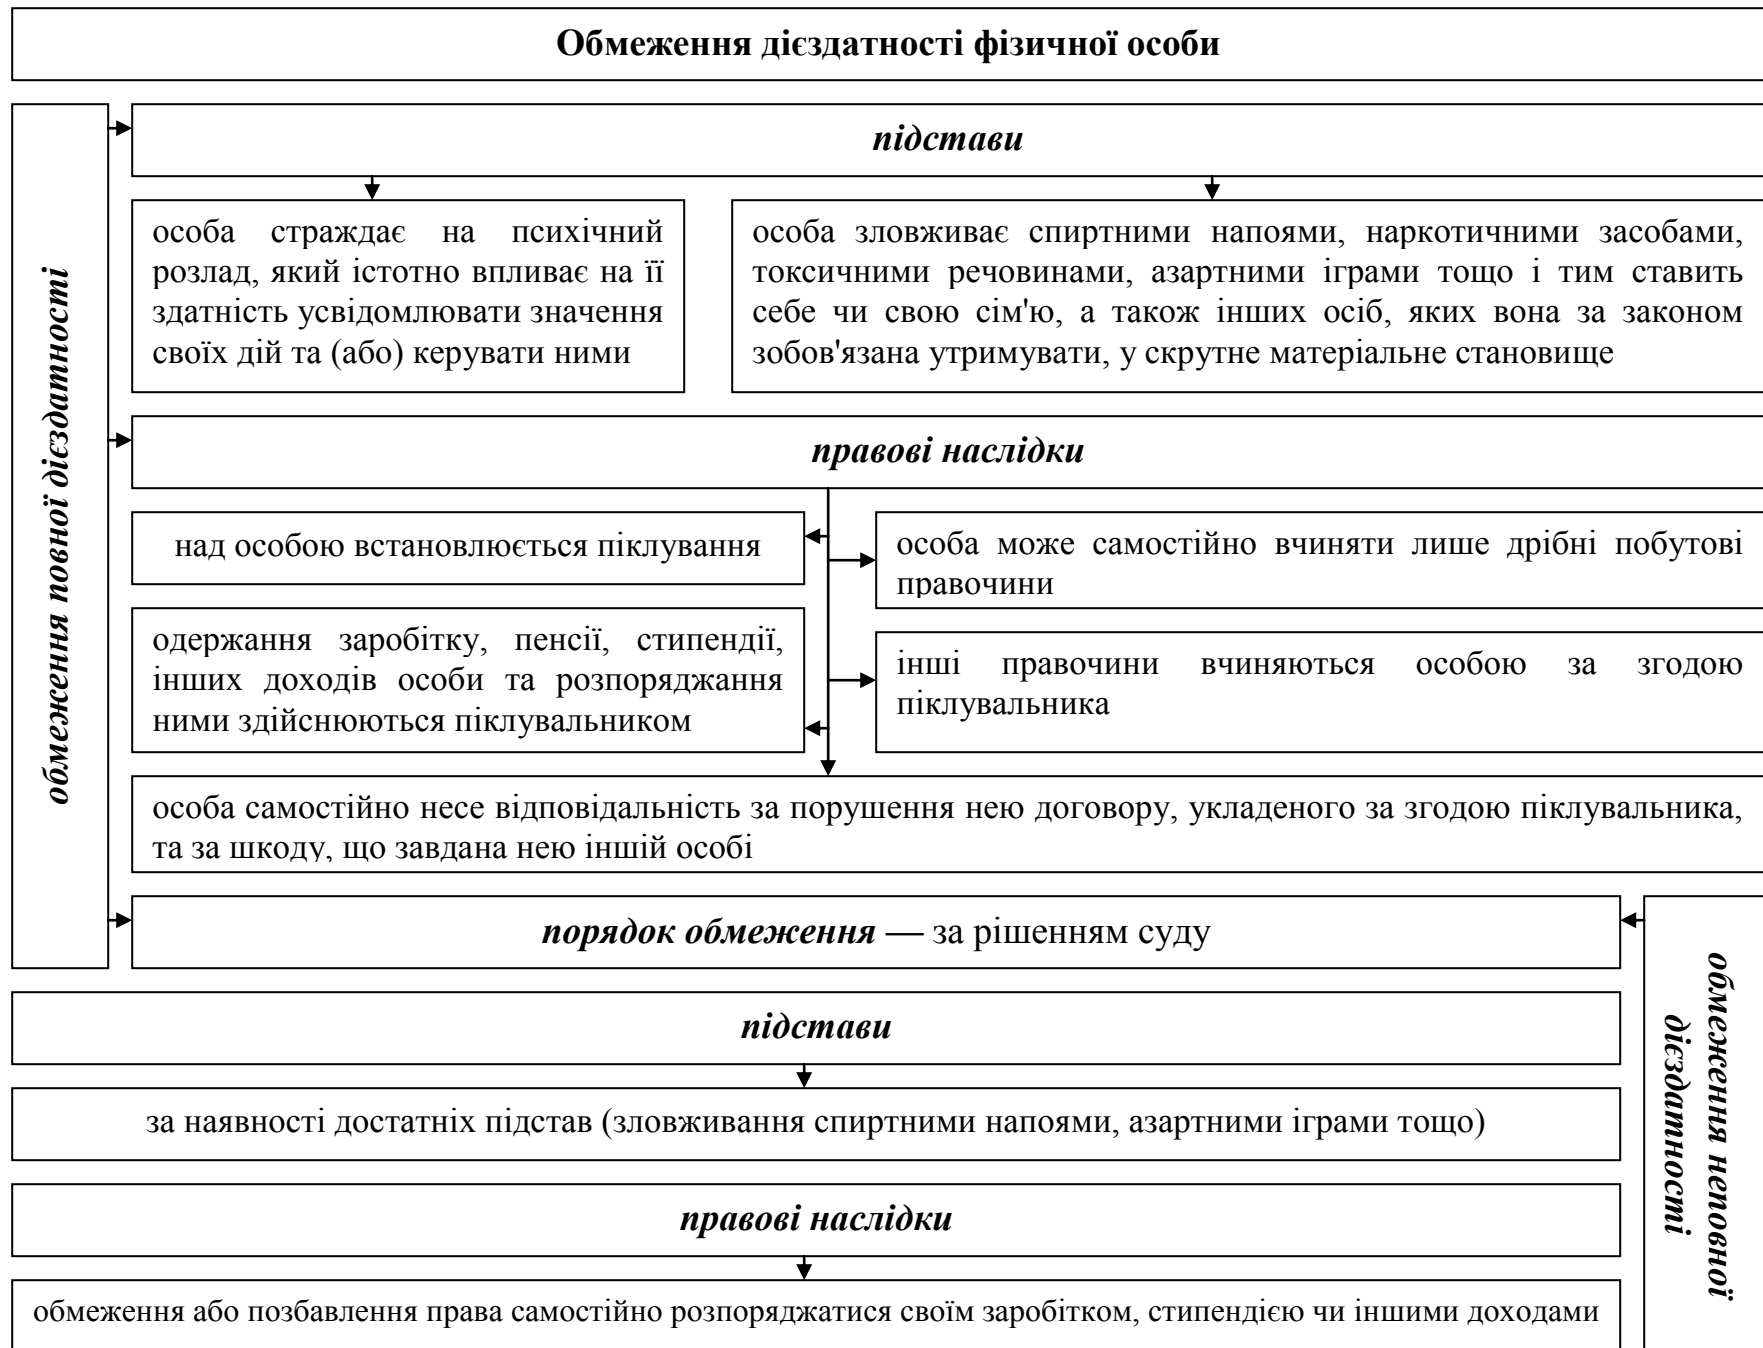 Обмеження дієздатності фізичної особи
обмеження повної дієздатності
підстави
особа страждає на психічний
розлад, який істотно впливає на її
здатність усвідомлювати значення
своїх дій та (або) керувати ними
особа зловживає спиртними напоями, наркотичними засобами,
токсичними речовинами, азартними іграми тощо і тим ставить
себе чи свою сім'ю, а також інших осіб, яких вона за законом
зобов'язана утримувати, у скрутне матеріальне становище
правові наслідки
над особою встановлюється піклування
особа може самостійно вчиняти лише дрібні побутові
правочини
одержання заробітку, пенсії, стипендії,
інших доходів особи та розпоряджання
ними здійснюються піклувальником
інші правочини вчиняються особою за згодою
піклувальника
особа самостійно несе відповідальність за порушення нею договору, укладеного за згодою піклувальника,
та за шкоду, що завдана нею іншій особі
порядок обмеження — за рішенням суду
обмеження неповної
дієздатності
підстави
за наявності достатніх підстав (зловживання спиртними напоями, азартними іграми тощо)
правові наслідки
обмеження або позбавлення права самостійно розпоряджатися своїм заробітком, стипендією чи іншими доходами